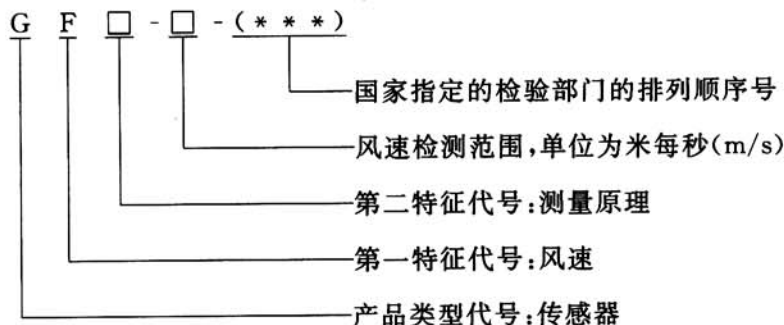 G F □ - □ - (***)
国家指定的检验部门的排列顺序号
风速检测范围,单位为米每秒(m/s)
第二特征代号:测量原理
第一特征代号:风速
产品类型代号:传感器